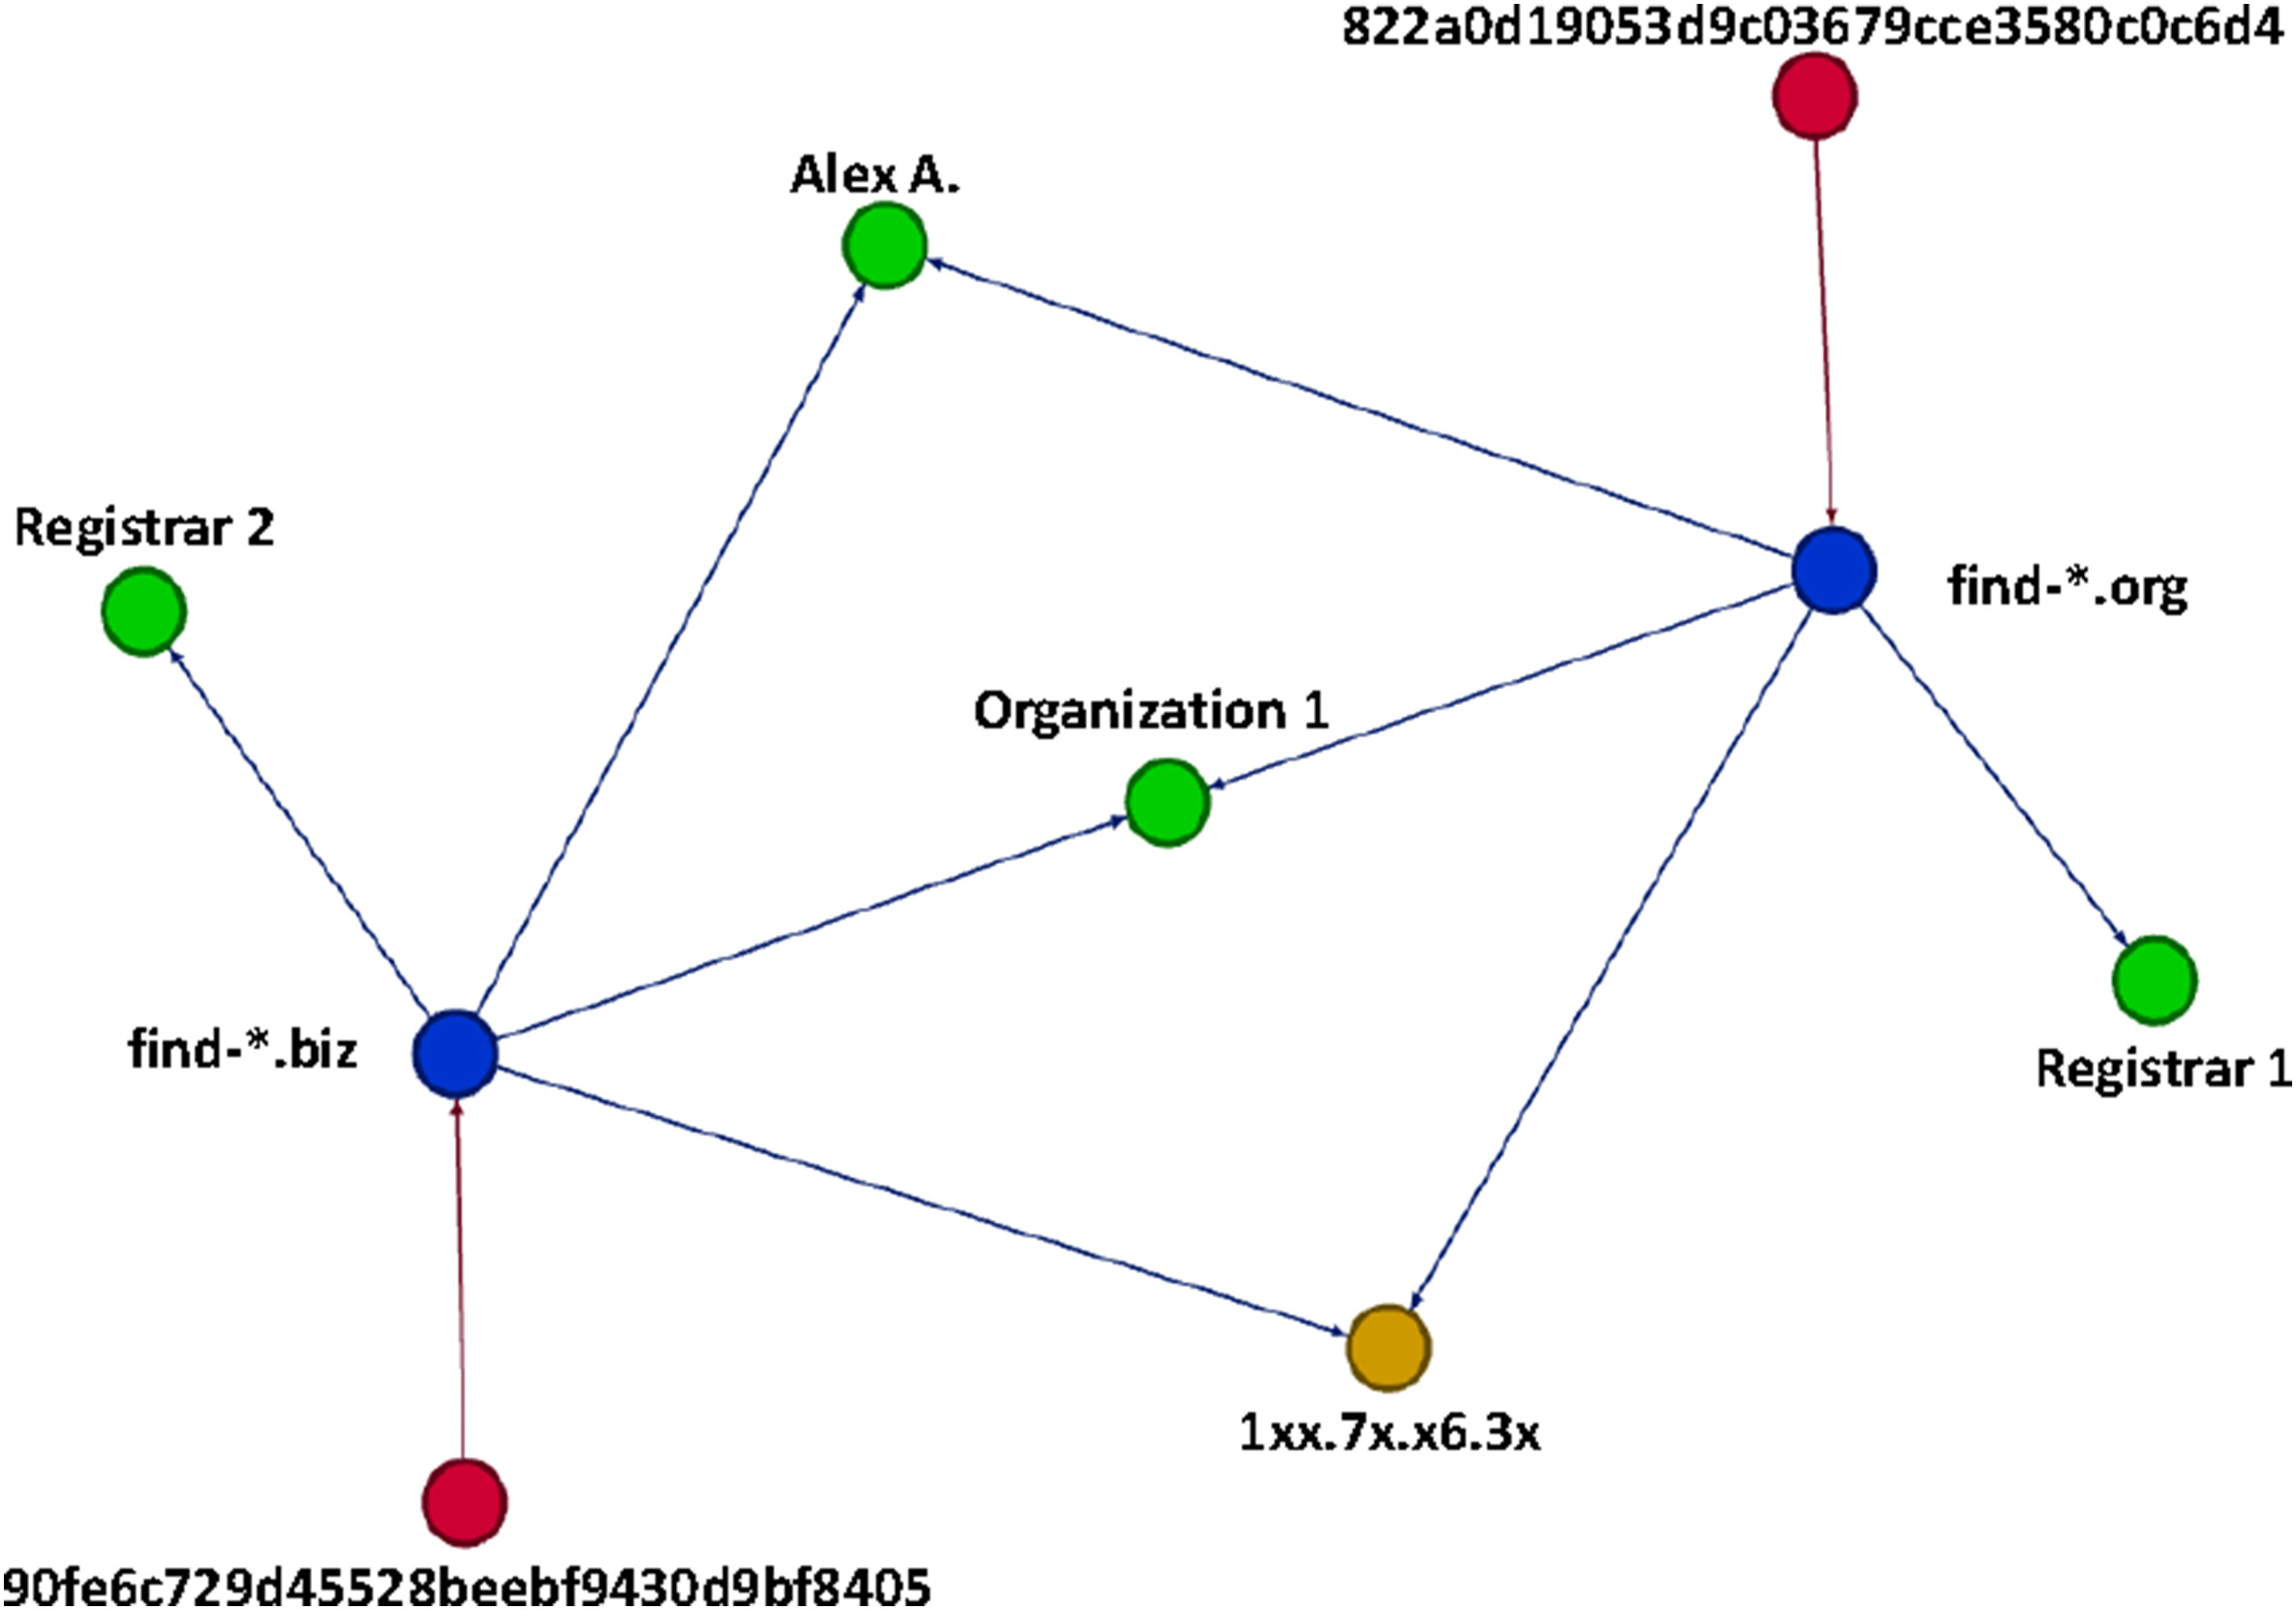 822a0d19053d9c03679cce3580c0c6d4
Alex A.
Registrar 2
find-*.org
Organization 1
find-*.biz
Registrar 1
1xx.7x.x6.3x
90fe6c729d45528beebf9430d9bf8405